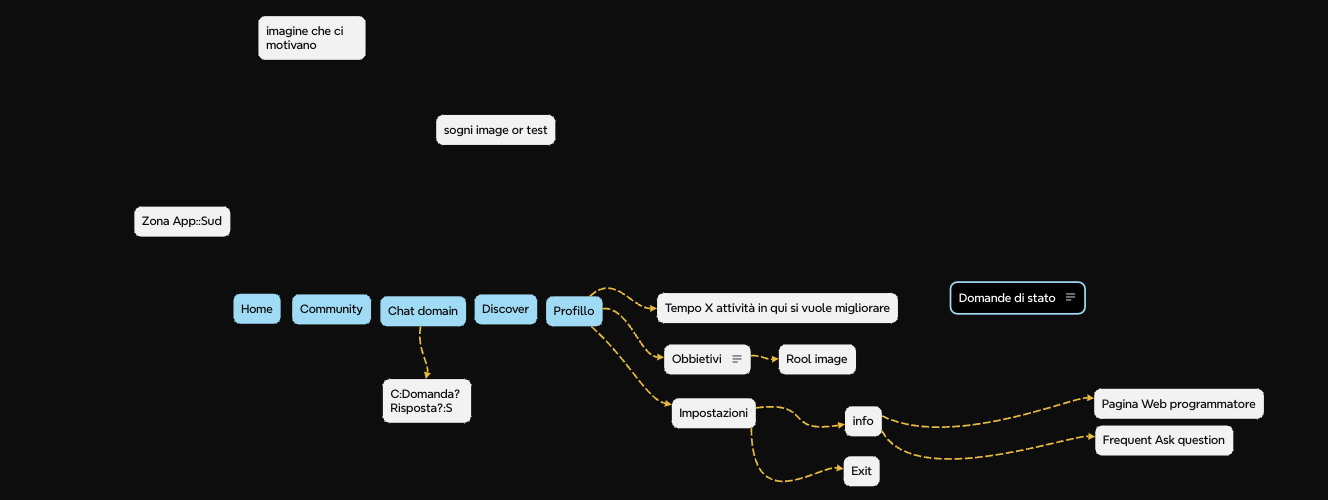 imagine che ci
motivano
sogni image or test
Zona App::Sud
Home
Community
Chat domain
Discover
Profillo
Tempo X attività in qui si vuole migliorare
Domande di stato
Obbietivi
Rool image
C:Domanda?
Risposta?:S
Impostazioni
info
Pagina Web programmatore
Frequent Ask question
Exit